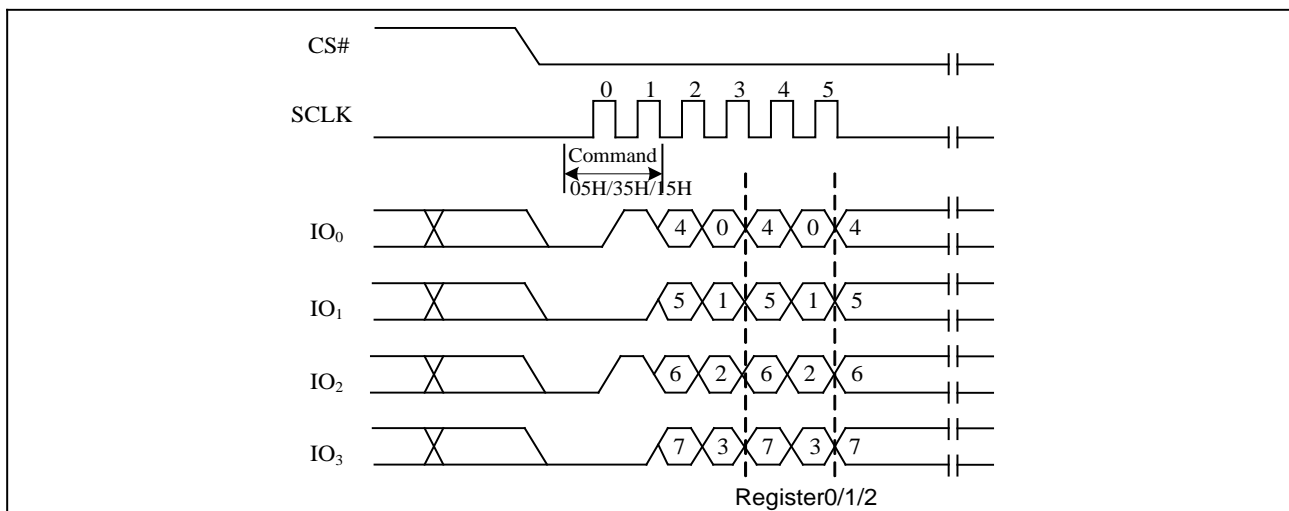 CS#
0 1 2 3 4 5
SCLK
Command
05H/35H/15H
IO0 4 0 4 0 4
IO1 5 1 5 1 5
IO2 6 2 6 2 6
IO3 7 3 7 3 7
Register0/1/2